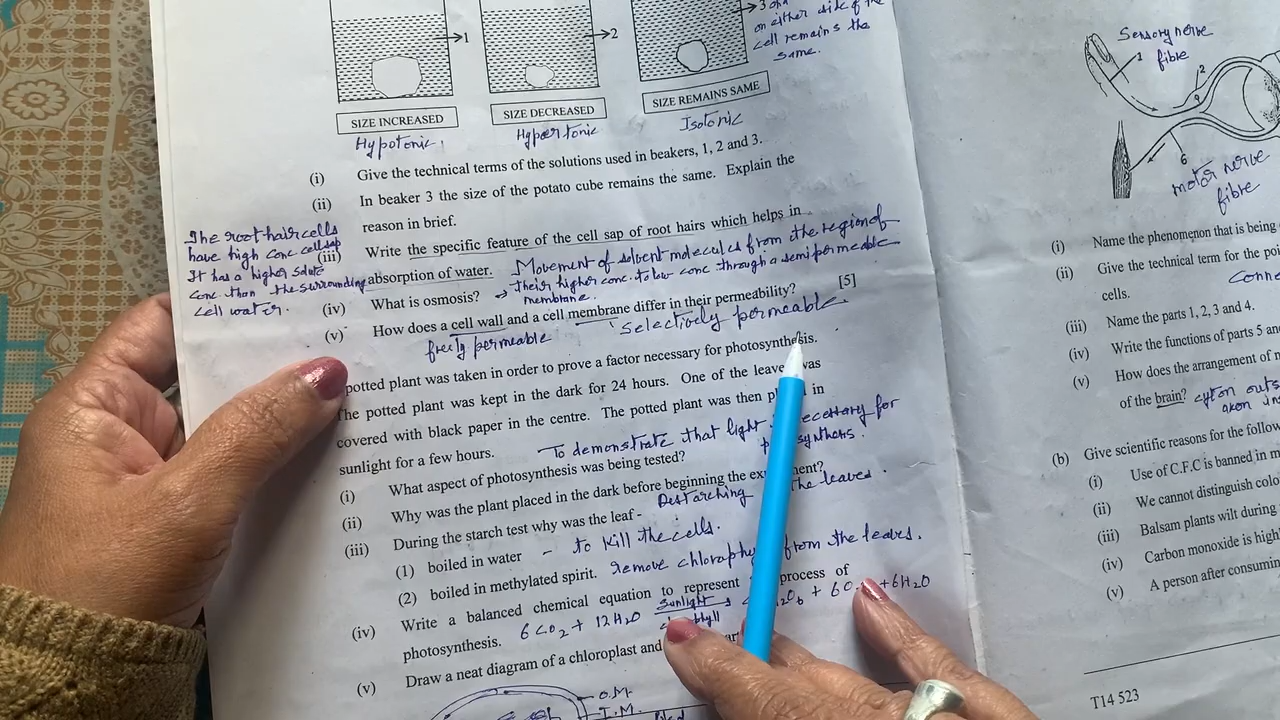 1
2
3
on either side of the
cell remains the
same.
SIZE INCREASED
SIZE DECREASED
SIZE REMAINS SAME
Hypotonic
Hypertonic
Isotonic
(i) Give the technical terms of the solutions used in beakers, 1, 2 and 3.
(ii) In beaker 3 the size of the potato cube remains the same. Explain the
reason in brief.
(iii) Write the specific feature of the cell sap of root hairs which helps in
absorption of water.
The root hair cells
have high conc cell sap
It has a higher solute
conc than the surrounding
cell water.
(iv) What is osmosis? → Movement of solvent molecules from the region of
their higher conc. to low conc through a semi permeable
membrane.
(v) How does a cell wall and a cell membrane differ in their permeability? [5]
freely permeable
selectively permeable.
potted plant was taken in order to prove a factor necessary for photosynthesis.
The potted plant was kept in the dark for 24 hours. One of the leaves was
covered with black paper in the centre. The potted plant was then in
sunlight for a few hours.
To demonstrate that light necessary for
(i) What aspect of photosynthesis was being tested?
(ii) Why was the plant placed in the dark before beginning the
Destarching the leaves.
(iii) During the starch test why was the leaf -
(1) boiled in water - to kill the cells.
(2) boiled in methylated spirit. remove from the leaves.
(iv) Write a balanced chemical equation to represent process of
photosynthesis. 6CO2 + 12H2O Sunlight + 6H2O
(v) Draw a neat diagram of a chloroplast and
O.M.
I.M.
Sensory nerve
fibre
1
2
6
motor nerve
fibre
(i) Name the phenomenon that is being
(ii) Give the technical term for the
cells.
(iii) Name the parts 1, 2, 3 and 4.
(iv) Write the functions of parts 5 and
(v) How does the arrangement of
of the brain? cyton
axon
(b) Give scientific reasons for the
(i) Use of C.F.C is banned in
(ii) We cannot distinguish
(iii) Balsam plants wilt during
(iv) Carbon monoxide is
(v) A person after
T14 523